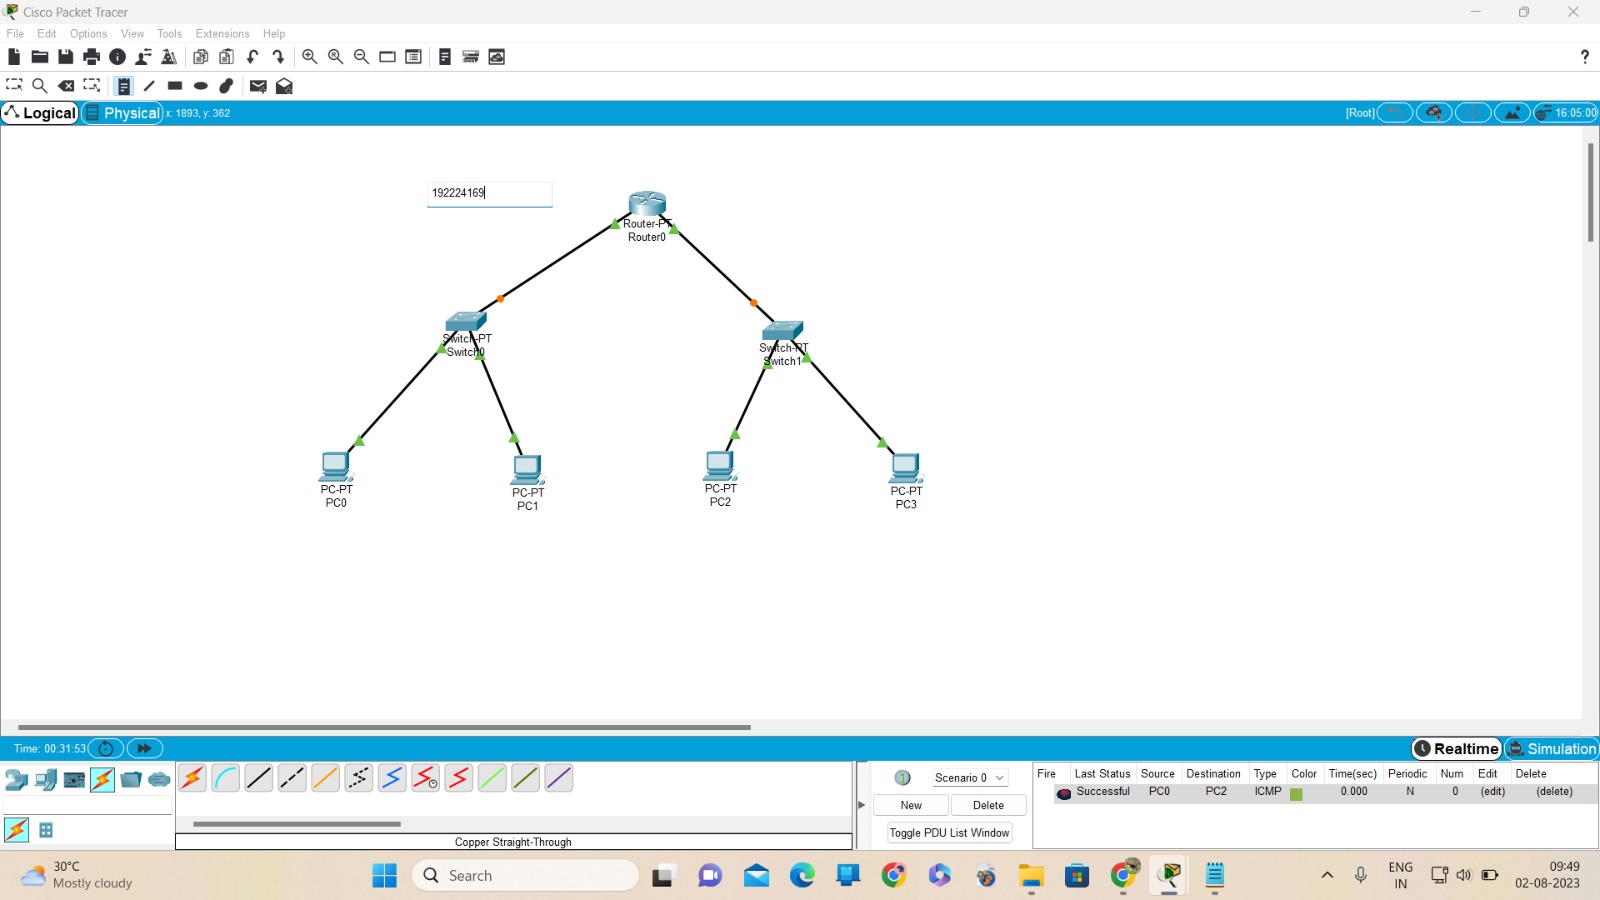 Cisco Packet Tracer
File Edit Options View Tools Extensions Help
?
Logical Physical x: 1893, y: 362 [Root] 16:05:00
192224169
Router-PT
Router0
Switch-PT
Switch0
Switch-PT
Switch1
PC-PT
PC0
PC-PT
PC1
PC-PT
PC2
PC-PT
PC3
Time: 00:31:53 Realtime Simulation
Scenario 0
New Delete
Toggle PDU List Window
Fire Last Status Source Destination Type Color Time(sec) Periodic Num Edit Delete
Successful PC0 PC2 ICMP 0.000 N 0 (edit) (delete)
Copper Straight-Through
30°C
Mostly cloudy
Search
ENG
IN
09:49
02-08-2023